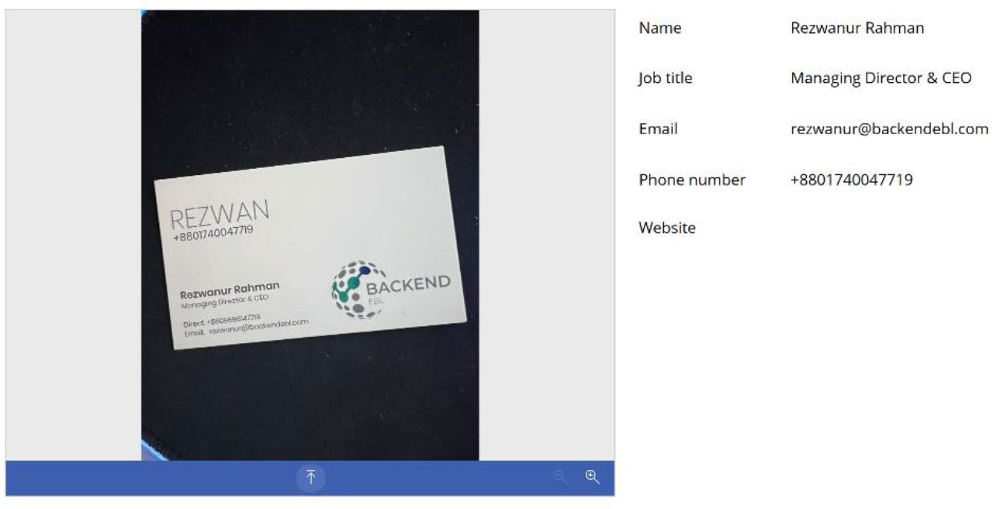 REZWAN
+8801740047719
Rezwanur Rahman
Managing Director & CEO
Direct. +8809696147719
Email. rezwanur@backendebl.com
BACKEND
EBL
Name Rezwanur Rahman
Job title Managing Director & CEO
Email rezwanur@backendebl.com
Phone number +8801740047719
Website